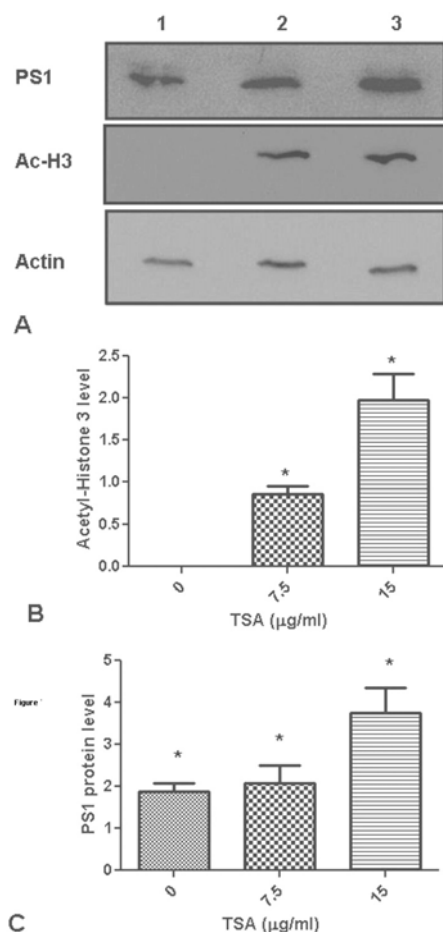 1 2 3
PS1
Ac-H3
Actin
A
Acetyl-Histone 3 level
2.5
2.0
1.5
1.0
0.5
0.0
* *
0 7.5 15
TSA (μg/ml)
B
Figure
PS1 protein level
5
4
3
2
1
0
* * *
0 7.5 15
TSA (μg/ml)
C